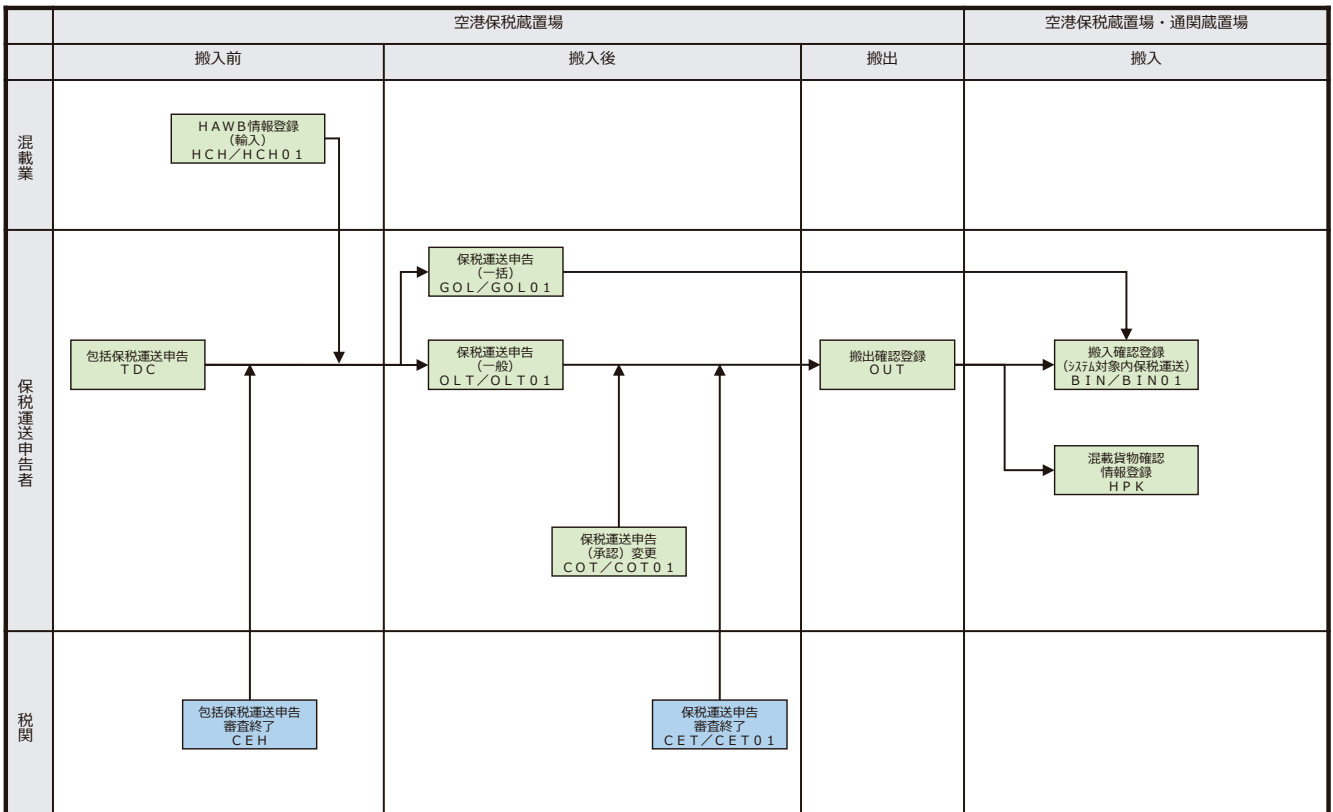 空港保税蔵置場
空港保税蔵置場・通関蔵置場
搬入前
搬入後
搬出
搬入
混載業
ＨＡＷＢ情報登録
（輸入）
ＨＣＨ／ＨＣＨ０１
保税運送申告者
保税運送申告
（一括）
ＧＯＬ／ＧＯＬ０１
包括保税運送申告
ＴＤＣ
保税運送申告
（一般）
ＯＬＴ／ＯＬＴ０１
搬出確認登録
ＯＵＴ
搬入確認登録
（ｼｽﾃﾑ対象内保税運送）
ＢＩＮ／ＢＩＮ０１
混載貨物確認
情報登録
ＨＰＫ
保税運送申告
（承認）変更
ＣＯＴ／ＣＯＴ０１
税関
包括保税運送申告
審査終了
ＣＥＨ
保税運送申告
審査終了
ＣＥＴ／ＣＥＴ０１